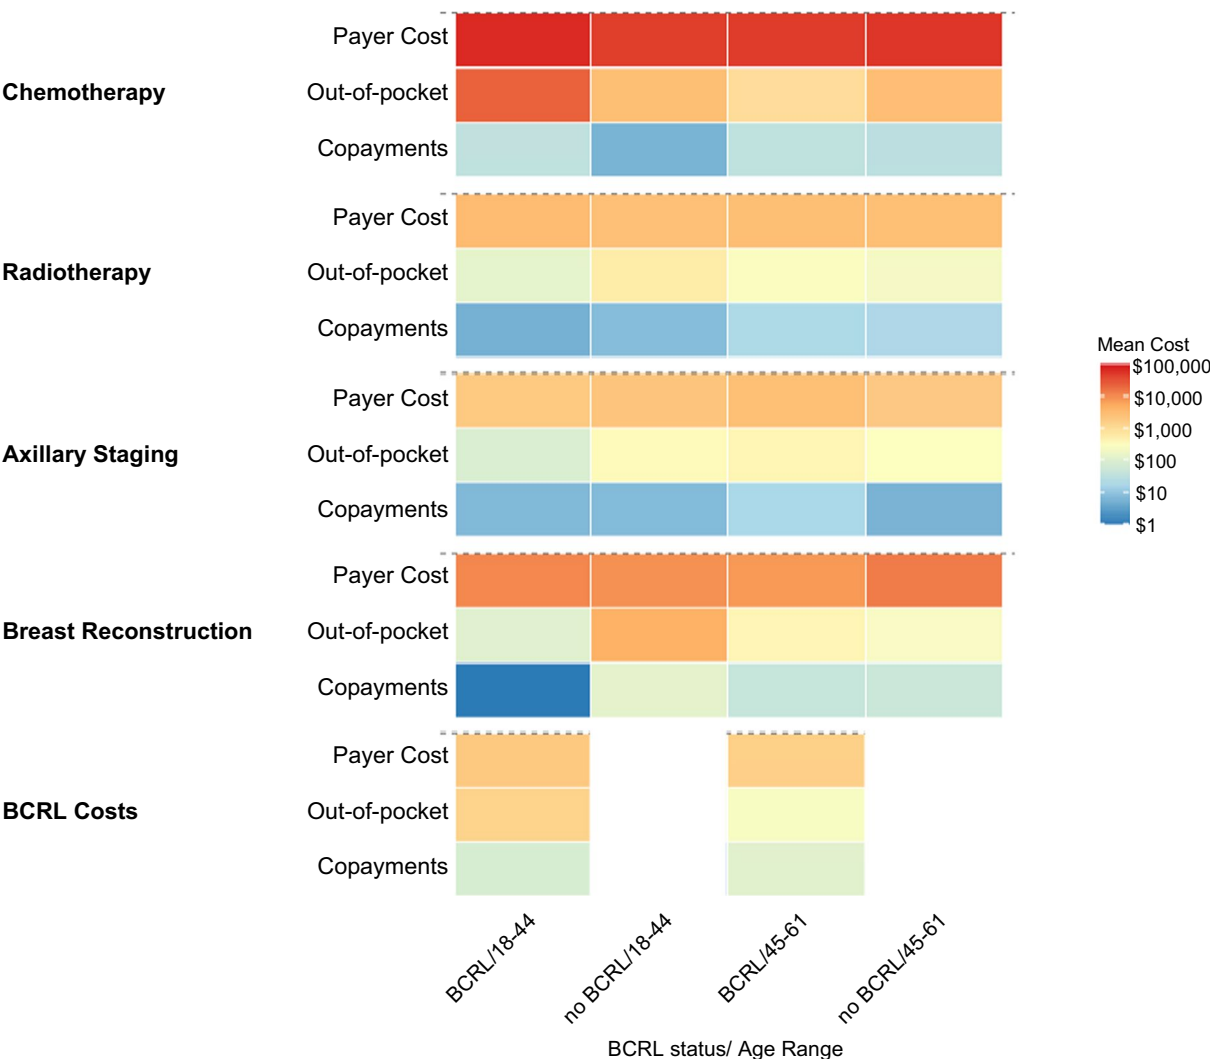 Payer Cost
Chemotherapy
Out-of-pocket
Copayments
Payer Cost
Radiotherapy
Out-of-pocket
Copayments
Payer Cost
Axillary Staging
Out-of-pocket
Copayments
Payer Cost
Breast Reconstruction
Out-of-pocket
Copayments
Payer Cost
BCRL Costs
Out-of-pocket
Copayments
Mean Cost
$100,000
$10,000
$1,000
$100
$10
$1
BCRL/18-44
no BCRL/18-44
BCRL/45-61
no BCRL/45-61
BCRL status/ Age Range